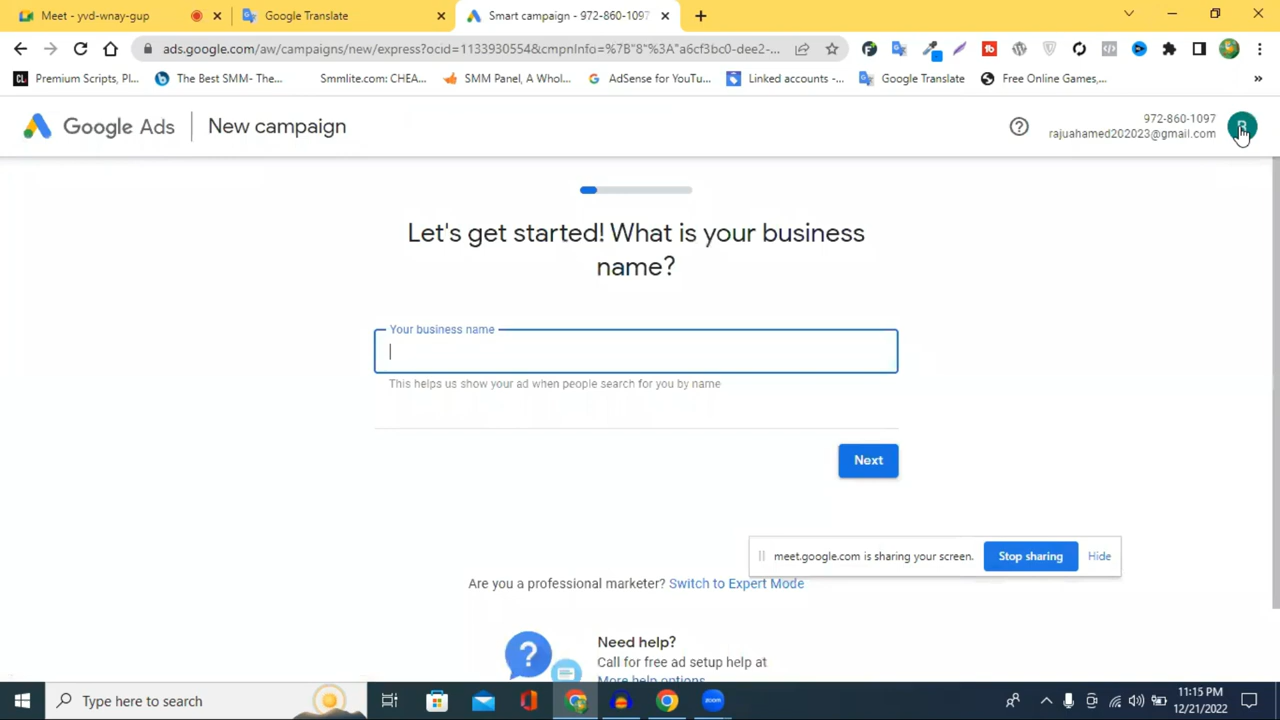 Meet - yvd-wnay-gup
Google Translate
Smart campaign - 972-860-1097
ads.google.com/aw/campaigns/new/express?ocid=1133930554&cmpnInfo=%7B"8"%3A"a6cf3bc0-dee2-...
CL Premium Scripts, Pl...
The Best SMM- The...
Smmlite.com: CHEA...
SMM Panel, A Whol...
AdSense for YouTu...
Linked accounts -...
Google Translate
Free Online Games,...
»
Google Ads
New campaign
972-860-1097
rajuahamed202023@gmail.com
Let's get started! What is your business
name?
Your business name
This helps us show your ad when people search for you by name
Next
meet.google.com is sharing your screen.
Stop sharing
Hide
Are you a professional marketer? Switch to Expert Mode
?
Need help?
Call for free ad setup help at
More help options
Type here to search
zoom
11:15 PM
12/21/2022